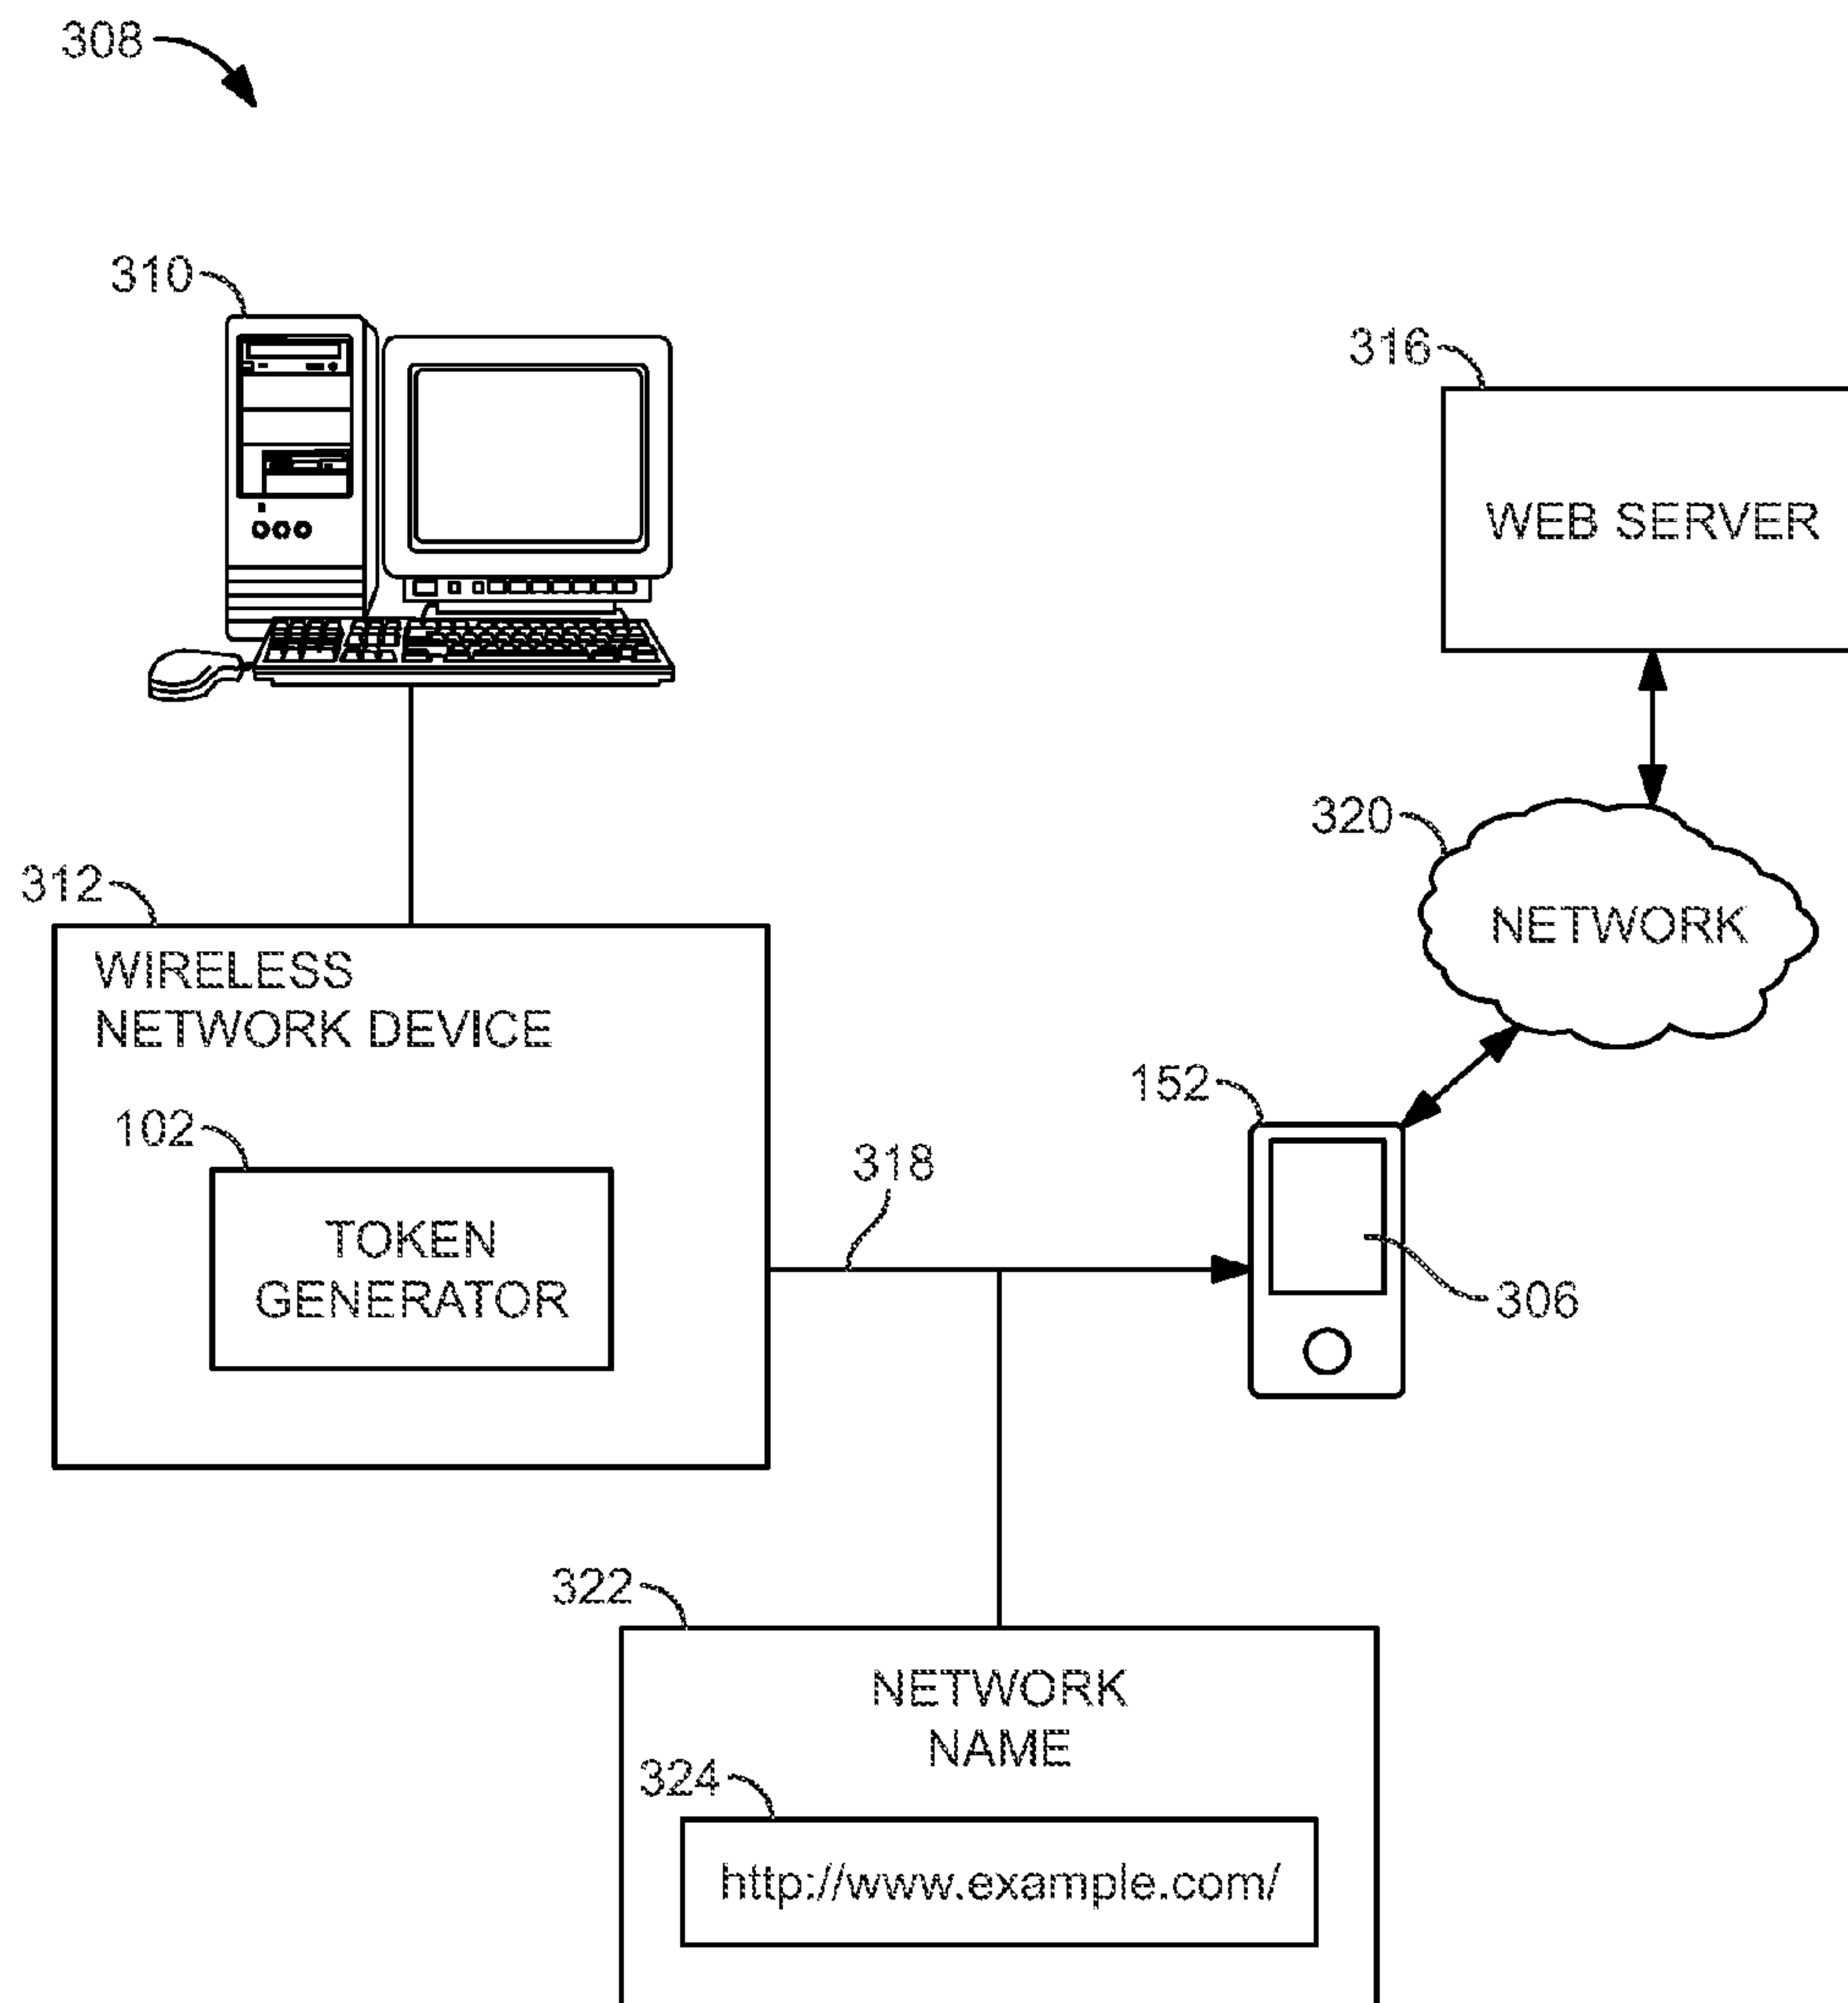 308
310
316
WEB SERVER
320
NETWORK
312
WIRELESS
NETWORK DEVICE
152
102
318
TOKEN
GENERATOR
306
322
NETWORK
NAME
324
http://www.example.com/